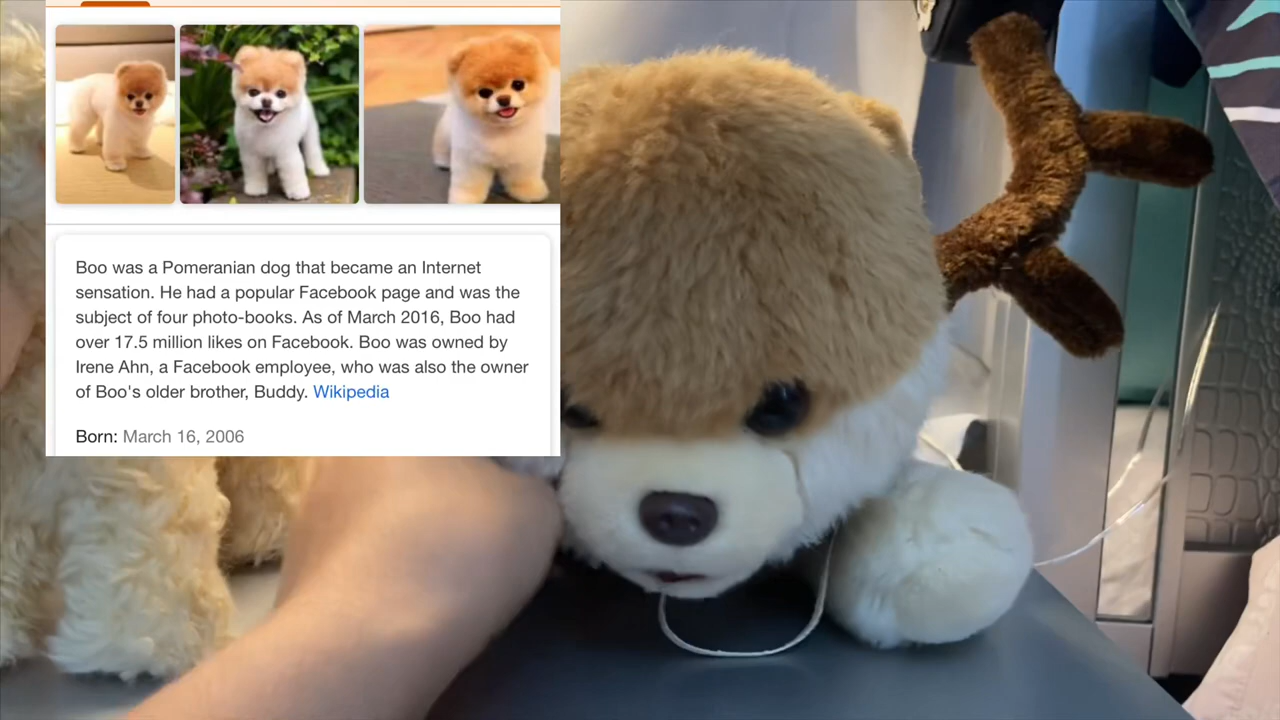 Boo was a Pomeranian dog that became an Internet
sensation. He had a popular Facebook page and was the
subject of four photo-books. As of March 2016, Boo had
over 17.5 million likes on Facebook. Boo was owned by
Irene Ahn, a Facebook employee, who was also the owner
of Boo's older brother, Buddy. Wikipedia
Born: March 16, 2006